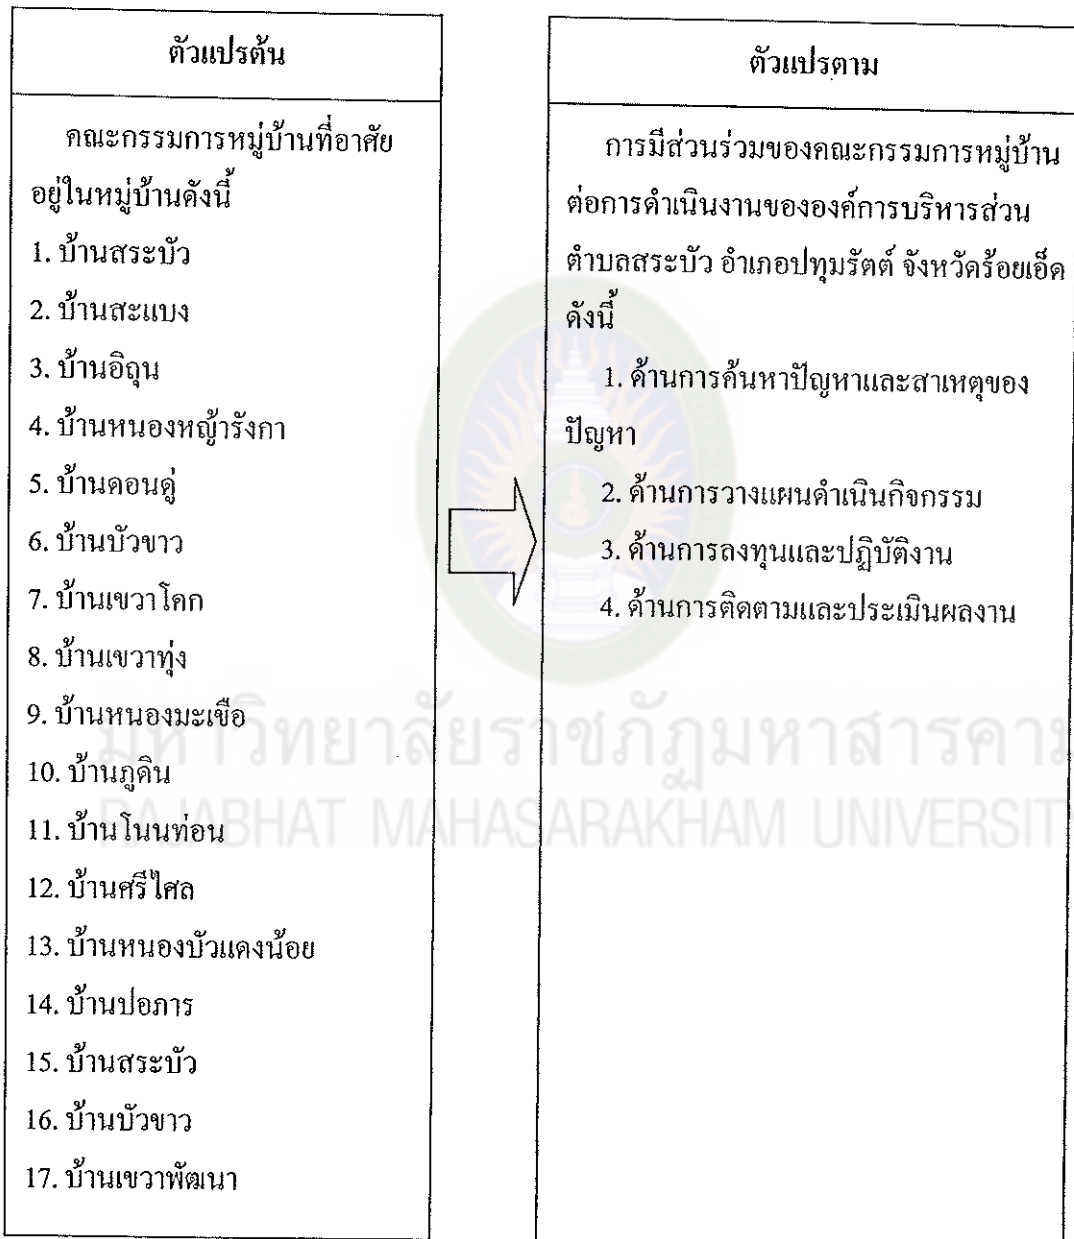 ตัวแปรต้น
คณะกรรมการหมู่บ้านที่อาศัย
อยู่ในหมู่บ้านดังนี้
1. บ้านสระบัว
2. บ้านสะแบง
3. บ้านอิฤน
4. บ้านหนองหญ้ารังกา
5. บ้านดอนดู่
6. บ้านบัวขาว
7. บ้านเขวาโคก
8. บ้านเขวาทุ่ง
9. บ้านหนองมะเขือ
10. บ้านภูดิน
11. บ้านโนนท่อน
12. บ้านศรีไศล
13. บ้านหนองบัวแดงน้อย
14. บ้านปอภาร
15. บ้านสระบัว
16. บ้านบัวขาว
17. บ้านเขวาพัฒนา
ตัวแปรตาม
การมีส่วนร่วมของคณะกรรมการหมู่บ้าน
ต่อการดำเนินงานขององค์การบริหารส่วน
ตำบลสระบัว อำเภอปทุมรัตต์ จังหวัดร้อยเอ็ด
ดังนี้
1. ด้านการค้นหาปัญหาและสาเหตุของ
ปัญหา
2. ด้านการวางแผนดำเนินกิจกรรม
3. ด้านการลงทุนและปฏิบัติงาน
4. ด้านการติดตามและประเมินผลงาน
มหาวิทยาลัยราชภัฏมหาสารคาม
RAJABHAT MAHASARAKHAM UNIVERSIT